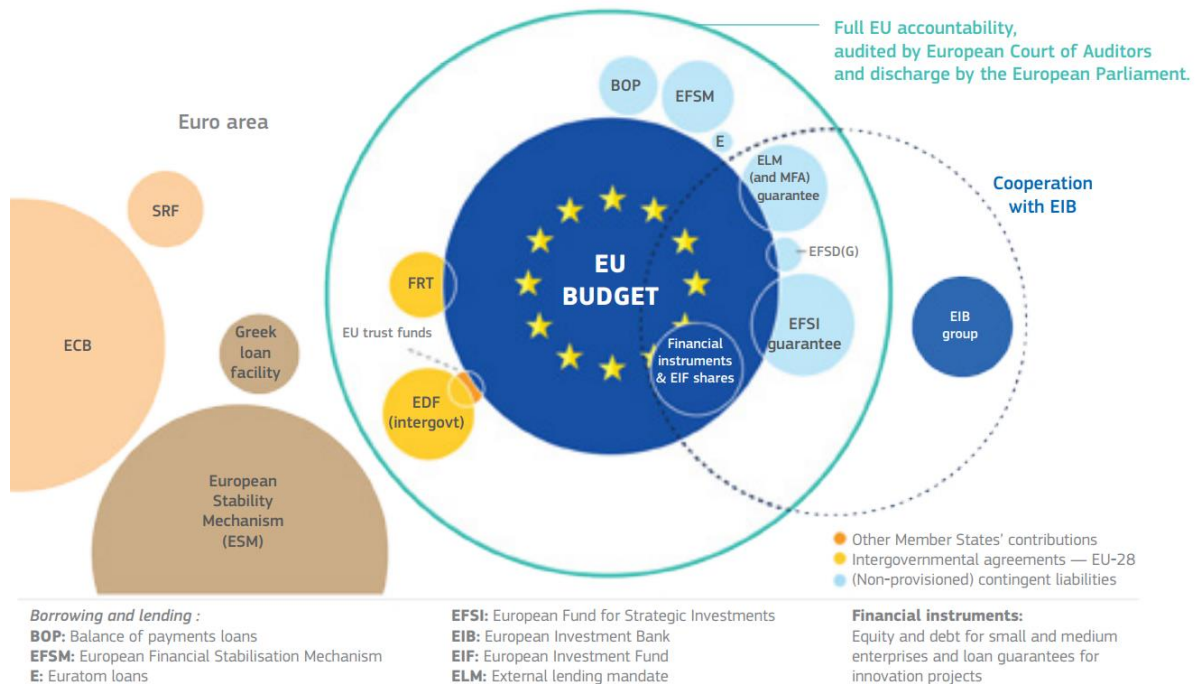 Full EU accountability,
audited by European Court of Auditors
and discharge by the European Parliament.
Euro area
BOP
EFSM
E
ELM
(and MFA)
guarantee
Cooperation
with EIB
SRF
EFSD(G)
EU
BUDGET
FRT
EU trust funds
EFSI
guarantee
EIB
group
ECB
Greek
loan
facility
Financial
instruments
& EIF shares
EDF
(intergovt)
European
Stability
Mechanism
(ESM)
Other Member States' contributions
Intergovernmental agreements — EU-28
(Non-provisioned) contingent liabilities
Borrowing and lending :
BOP: Balance of payments loans
EFSM: European Financial Stabilisation Mechanism
E: Euratom loans
EFSI: European Fund for Strategic Investments
EIB: European Investment Bank
EIF: European Investment Fund
ELM: External lending mandate
Financial instruments:
Equity and debt for small and medium
enterprises and loan guarantees for
innovation projects